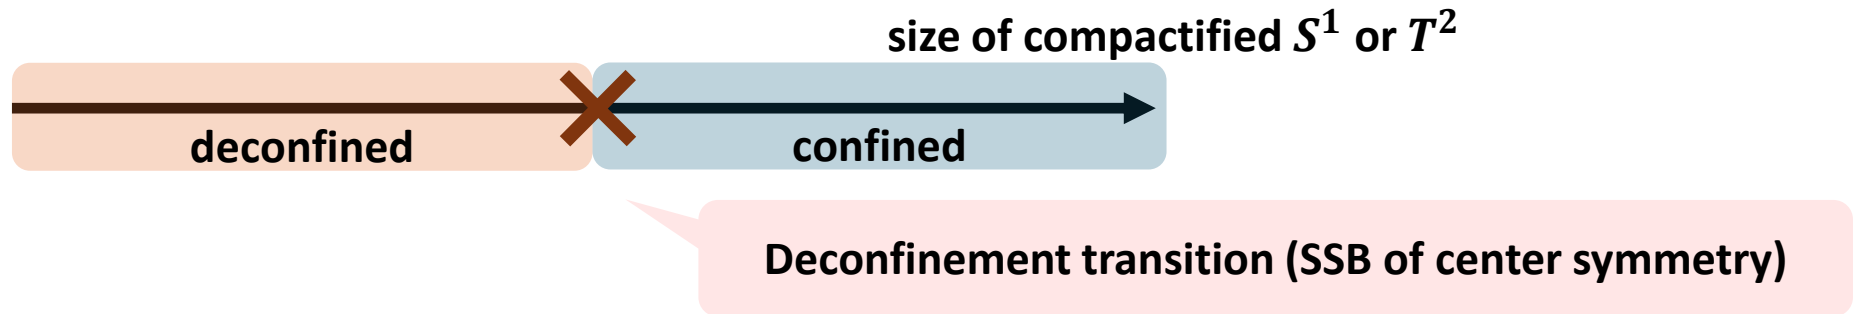 size of compactified 𝑺¹ or 𝑻²
deconfined
confined
Deconfinement transition (SSB of center symmetry)